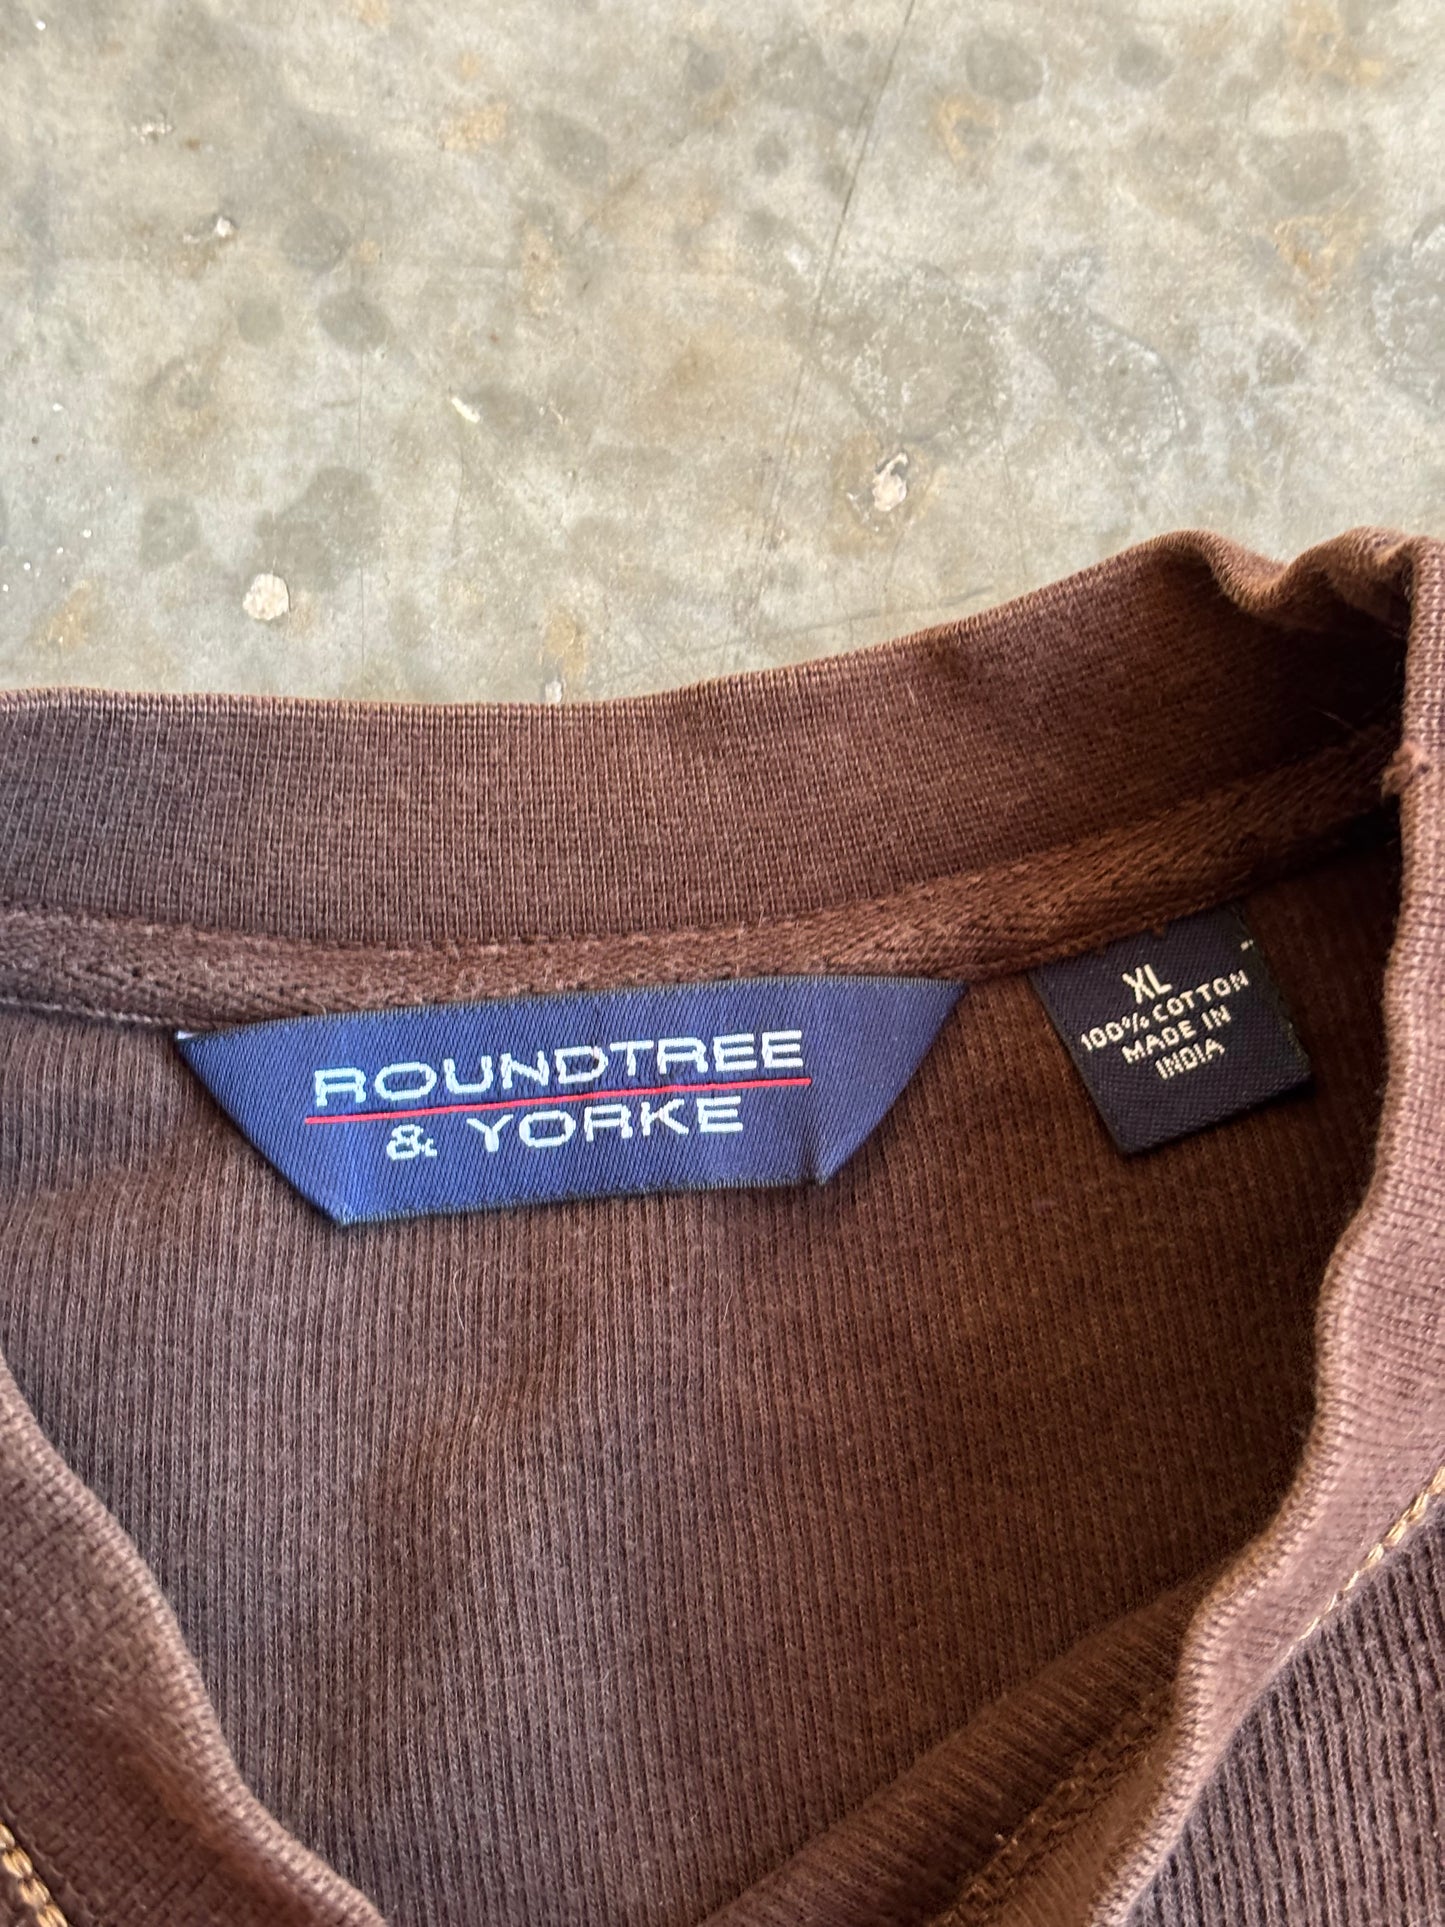 ROUNDTREE
& YORKE
XL
100% COTTON
MADE IN
INDIA